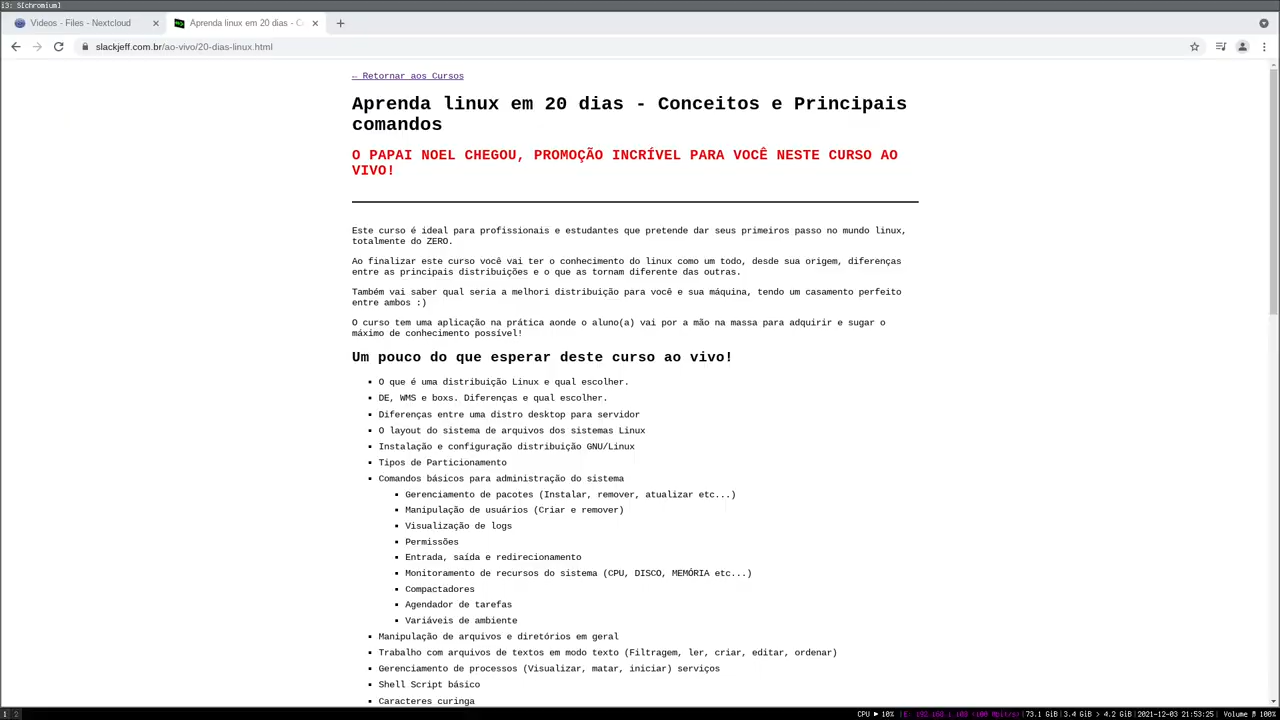 i3: S[chromium]
Videos - Files - Nextcloud
Aprenda linux em 20 dias - C
slackjeff.com.br/ao-vivo/20-dias-linux.html
← Retornar aos Cursos
Aprenda linux em 20 dias - Conceitos e Principais
comandos
O PAPAI NOEL CHEGOU, PROMOÇÃO INCRÍVEL PARA VOCÊ NESTE CURSO AO
VIVO!
Este curso é ideal para profissionais e estudantes que pretende dar seus primeiros passo no mundo linux,
totalmente do ZERO.
Ao finalizar este curso você vai ter o conhecimento do linux como um todo, desde sua origem, diferenças
entre as principais distribuições e o que as tornam diferente das outras.
Também vai saber qual seria a melhori distribuição para você e sua máquina, tendo um casamento perfeito
entre ambos :)
O curso tem uma aplicação na prática aonde o aluno(a) vai por a mão na massa para adquirir e sugar o
máximo de conhecimento possível!
Um pouco do que esperar deste curso ao vivo!
▪ O que é uma distribuição Linux e qual escolher.
▪ DE, WMS e boxs. Diferenças e qual escolher.
▪ Diferenças entre uma distro desktop para servidor
▪ O layout do sistema de arquivos dos sistemas Linux
▪ Instalação e configuração distribuição GNU/Linux
▪ Tipos de Particionamento
▪ Comandos básicos para administração do sistema
▪ Gerenciamento de pacotes (Instalar, remover, atualizar etc...)
▪ Manipulação de usuários (Criar e remover)
▪ Visualização de logs
▪ Permissões
▪ Entrada, saída e redirecionamento
▪ Monitoramento de recursos do sistema (CPU, DISCO, MEMÓRIA etc...)
▪ Compactadores
▪ Agendador de tarefas
▪ Variáveis de ambiente
▪ Manipulação de arquivos e diretórios em geral
▪ Trabalho com arquivos de textos em modo texto (Filtragem, ler, criar, editar, ordenar)
▪ Gerenciamento de processos (Visualizar, matar, iniciar) serviços
▪ Shell Script básico
▪ Caracteres curinga
1 2 CPU ► 10% |73.1 GiB|3.4 GiB > 4.2 GiB|2021-12-03 21:53:25| Volume 100%